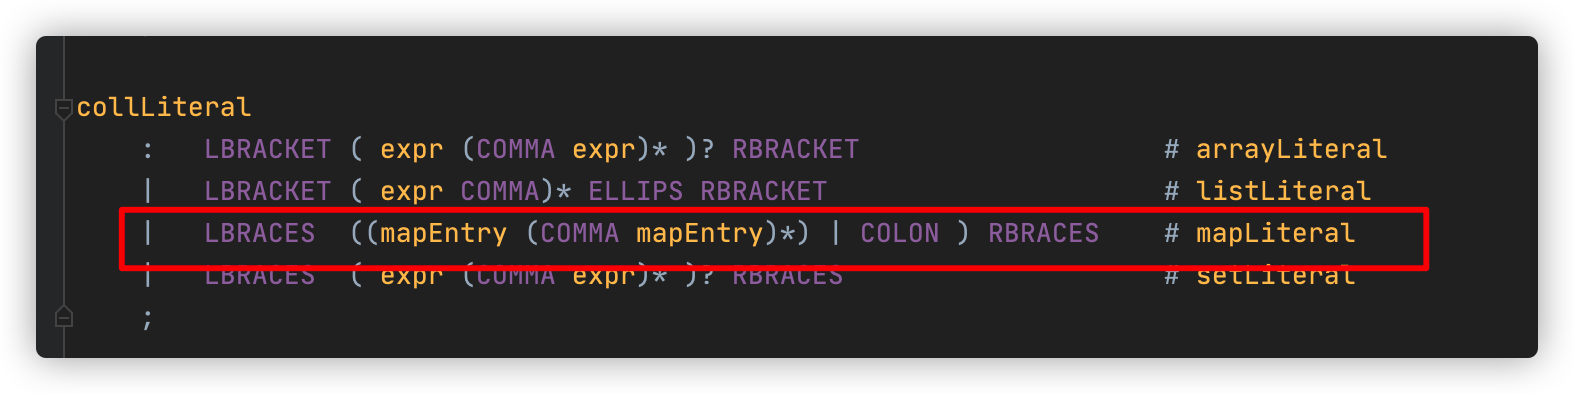 collLiteral
:   LBRACKET ( expr (COMMA expr)* )? RBRACKET                   # arrayLiteral
|   LBRACKET ( expr COMMA)* ELLIPS RBRACKET                     # listLiteral
|   LBRACES  ((mapEntry (COMMA mapEntry)*) | COLON ) RBRACES    # mapLiteral
|   LBRACES  ( expr (COMMA expr)* )? RBRACES                    # setLiteral
;